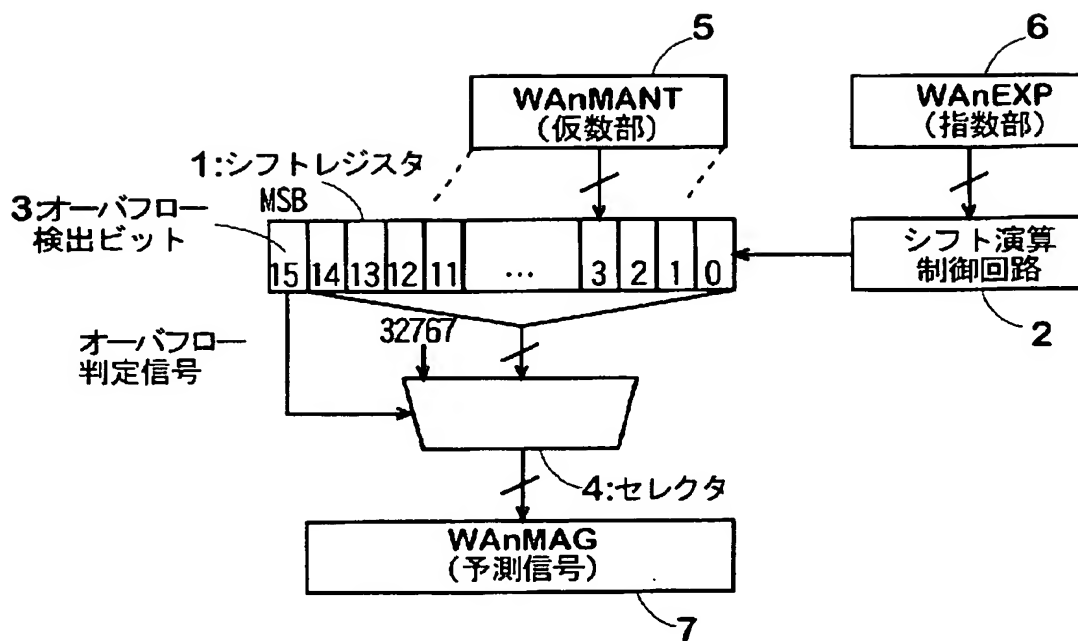 5
6
WAnMANT
(仮数部)
WAnEXP
(指数部)
1:シフトレジスタ
MSB
3:オーバフロー
検出ビット
15 14 13 12 11 … 3 2 1 0
シフト演算
制御回路
2
32767
オーバフロー
判定信号
4:セレクタ
WAnMAG
(予測信号)
7